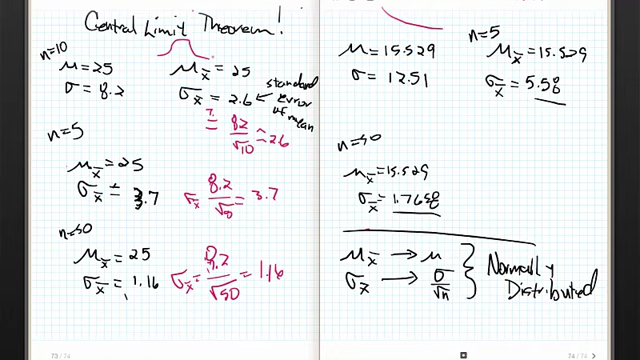 Central Limit Theorem!
n=10
μ=25
σ=8.2
μx̄=25
σx̄=2.6 ← standard
error
of mean
?
= 8.2/√10 ≈ 2.6
n=5
μx̄=25
σx̄=3.7
σx̄ 8.2/√5 = 3.7
n=50
μx̄=25
σx̄=1.16
σx̄= 8.2/√50 = 1.16
73 / 74
μ=15.529
σ=12.51
n=5
μx̄=15.529
σx̄=5.58
μx̄=15.529
σx̄=1.7658
μx̄ → μ
σx̄ → σ/√n
Normally
Distributed
74 / 74